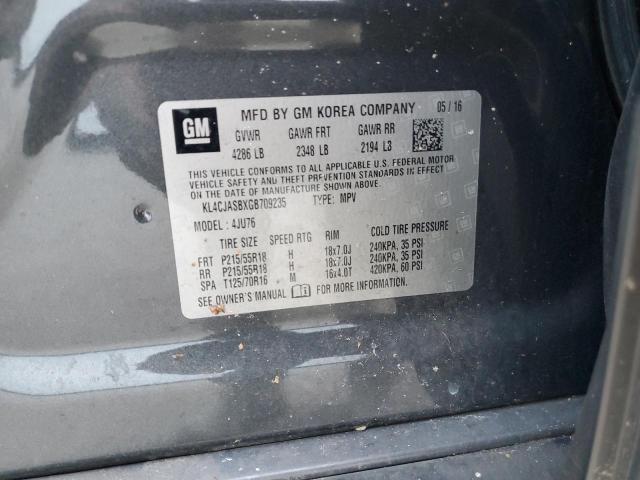 GM MFD BY GM KOREA COMPANY 05 / 16
GVWR GAWR FRT GAWR RR
4286 LB 2348 LB 2194 LB
THIS VEHICLE CONFORMS TO ALL APPLICABLE U.S. FEDERAL MOTOR
VEHICLE SAFETY, BUMPER, AND THEFT PREVENTION STANDARDS IN
EFFECT ON THE DATE OF MANUFACTURE SHOWN ABOVE.
KL4CJASBXGB709235 TYPE: MPV
MODEL : 4JU76
TIRE SIZE SPEED RTG RIM COLD TIRE PRESSURE
FRT P215/55R18 H 18x7.0J 240KPA, 35 PSI
RR P215/55R18 H 18x7.0J 240KPA, 35 PSI
SPA T125/70R16 M 16x4.0T 420KPA, 60 PSI
SEE OWNER'S MANUAL FOR MORE INFORMATION.